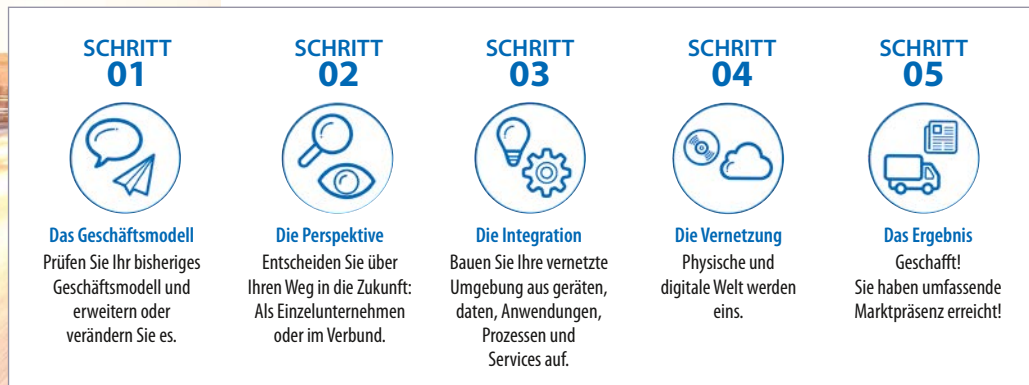 SCHRITT
01
Das Geschäftsmodell
Prüfen Sie Ihr bisheriges
Geschäftsmodell und
erweitern oder
verändern Sie es.
SCHRITT
02
Die Perspektive
Entscheiden Sie über
Ihren Weg in die Zukunft:
Als Einzelunternehmen
oder im Verbund.
SCHRITT
03
Die Integration
Bauen Sie Ihre vernetzte
Umgebung aus geräten,
daten, Anwendungen,
Prozessen und
Services auf.
SCHRITT
04
Die Vernetzung
Physische und
digitale Welt werden
eins.
SCHRITT
05
Das Ergebnis
Geschafft!
Sie haben umfassende
Marktpräsenz erreicht!